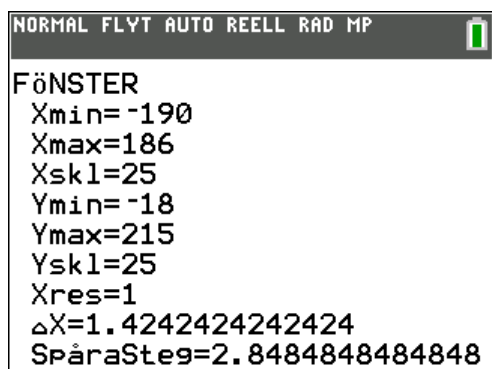 NORMAL FLYT AUTO REELL RAD MP
FÖNSTER
Xmin=-190
Xmax=186
Xskl=25
Ymin=-18
Ymax=215
Yskl=25
Xres=1
△X=1.4242424242424
SpåraSteg=2.8484848484848